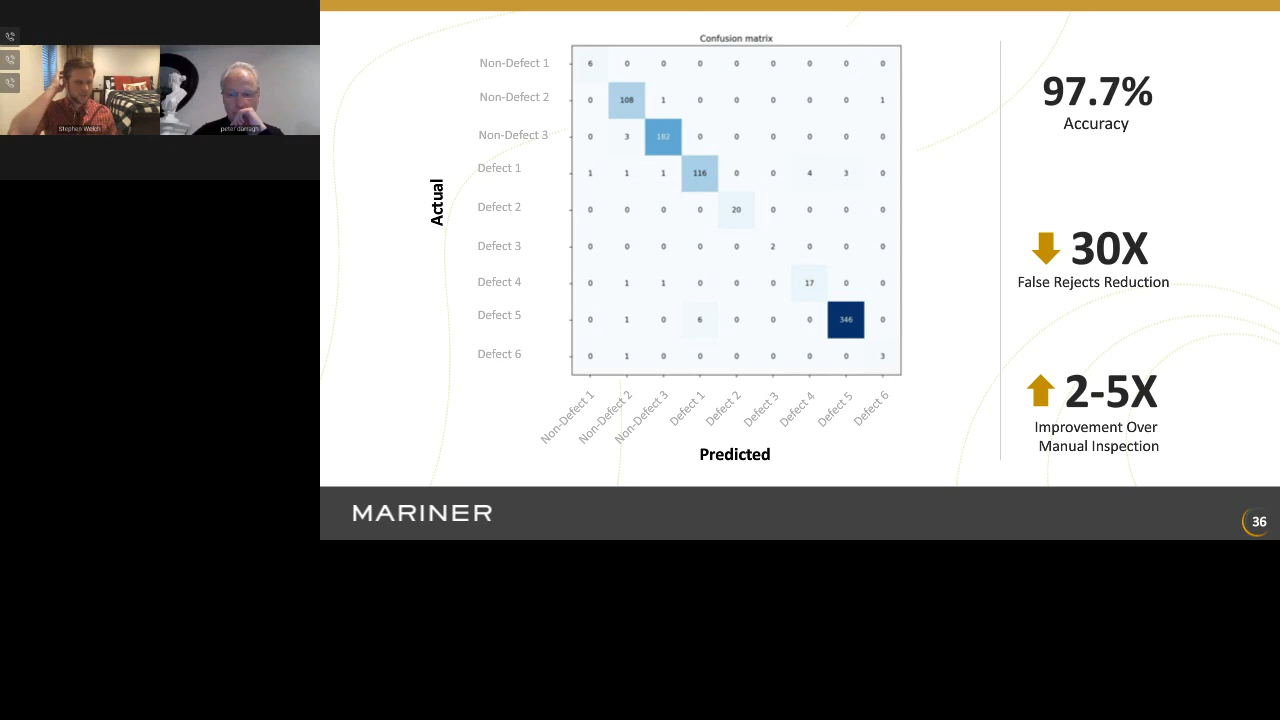 Stephen Welch
peter darragh
Confusion matrix
Actual
Non-Defect 1 6 0 0 0 0 0 0 0 0
Non-Defect 2 0 108 1 0 0 0 0 0 1
Non-Defect 3 0 3 182 0 0 0 0 0 0
Defect 1 1 1 1 116 0 0 4 3 0
Defect 2 0 0 0 0 20 0 0 0 0
Defect 3 0 0 0 0 0 2 0 0 0
Defect 4 0 1 1 0 0 0 17 0 0
Defect 5 0 1 0 6 0 0 0 346 0
Defect 6 0 1 0 0 0 0 0 0 3
Non-Defect 1
Non-Defect 2
Non-Defect 3
Defect 1
Defect 2
Defect 3
Defect 4
Defect 5
Defect 6
Predicted
97.7%
Accuracy
30X
False Rejects Reduction
2-5X
Improvement Over
Manual Inspection
MARINER
36